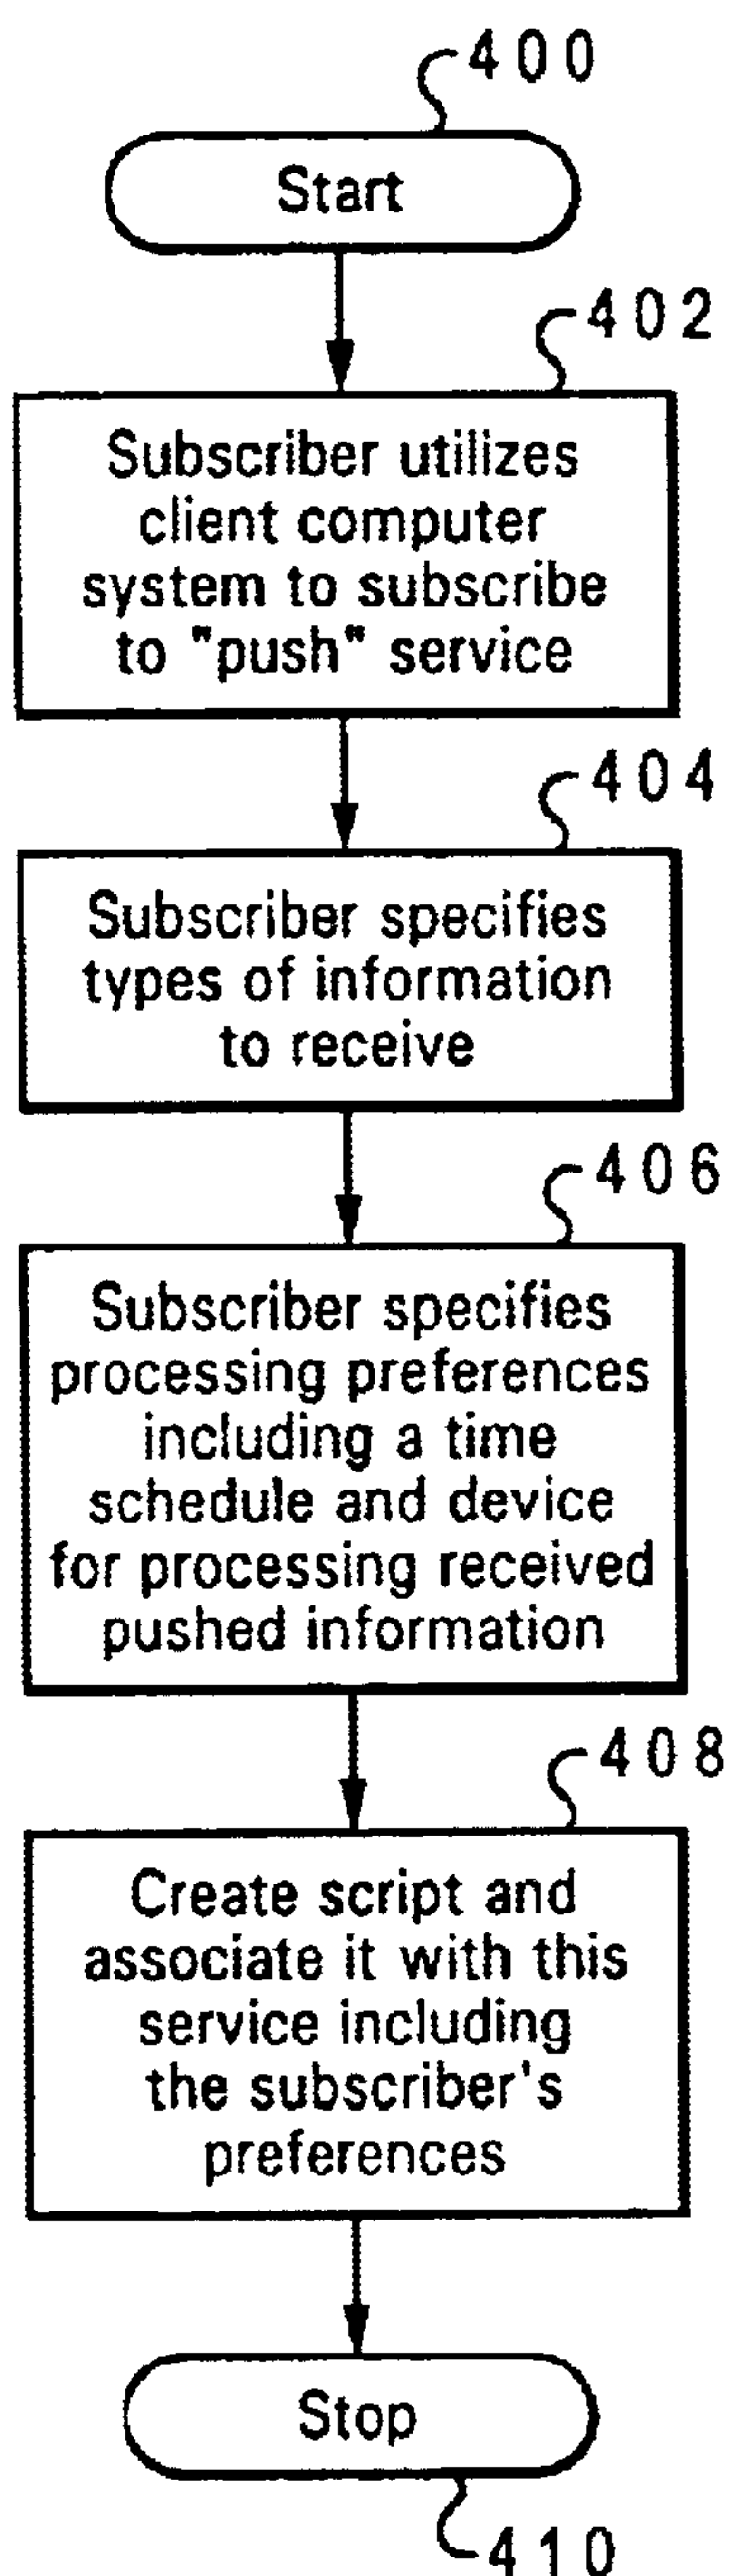 400
Start
402
Subscriber utilizes
client computer
system to subscribe
to "push" service
404
Subscriber specifies
types of information
to receive
406
Subscriber specifies
processing preferences
including a time
schedule and device
for processing received
pushed information
408
Create script and
associate it with this
service including
the subscriber's
preferences
Stop
410